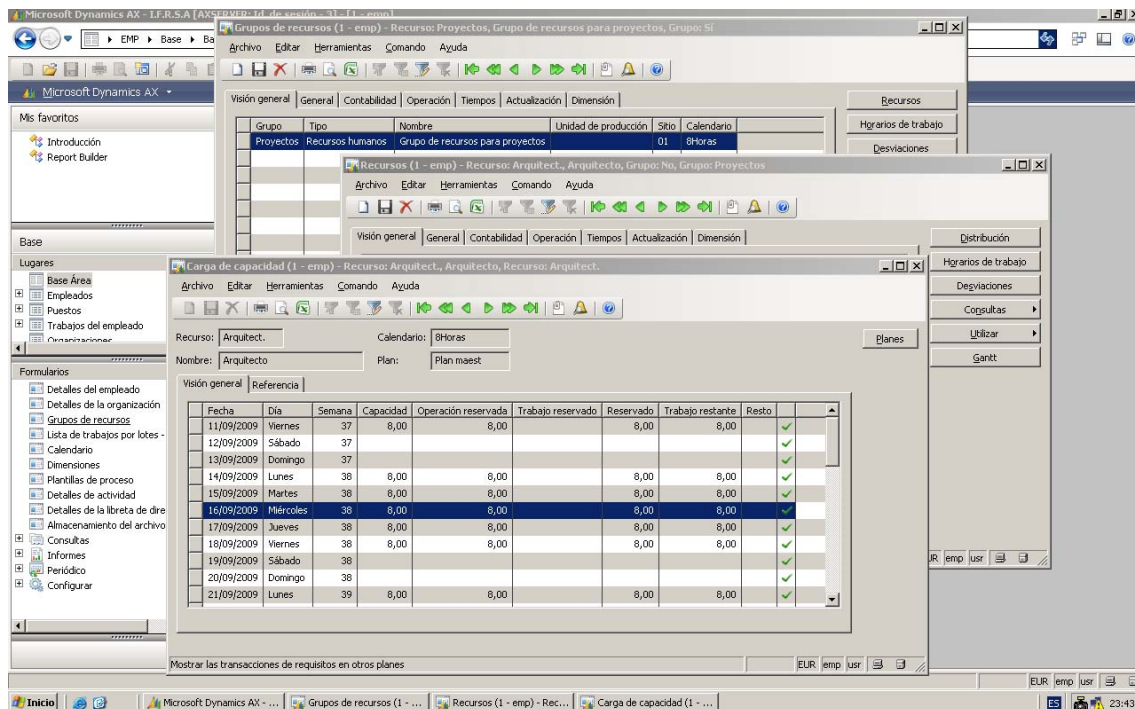 Microsoft Dynamics AX - I.F.R.S.A [AXSERVER: Id. de sesión - 3] - [1 - emp]
EMP Base Ba
Microsoft Dynamics AX
Mis favoritos
Introducción
Report Builder
Base
Lugares
Base Área
Empleados
Puestos
Trabajos del empleado
Organizaciones
Formularios
Detalles del empleado
Detalles de la organización
Grupos de recursos
Lista de trabajos por lotes -
Calendario
Dimensiones
Plantillas de proceso
Detalles de actividad
Detalles de la libreta de dire
Almacenamiento del archivo
Consultas
Informes
Periódico
Configurar
Grupos de recursos (1 - emp) - Recurso: Proyectos, Grupo de recursos para proyectos, Grupo: Sí
Archivo Editar Herramientas Comando Ayuda
Visión general General Contabilidad Operación Tiempos Actualización Dimensión
Recursos
Horarios de trabajo
Desviaciones
Grupo Tipo Nombre Unidad de producción Sitio Calendario
Proyectos Recursos humanos Grupo de recursos para proyectos 01 8Horas
Recursos (1 - emp) - Recurso: Arquitect., Arquitecto, Grupo: No, Grupo: Proyectos
Archivo Editar Herramientas Comando Ayuda
Visión general General Contabilidad Operación Tiempos Actualización Dimensión
Distribución
Horarios de trabajo
Desviaciones
Consultas
Utilizar
Gantt
Carga de capacidad (1 - emp) - Recurso: Arquitect., Arquitecto, Recurso: Arquitect.
Archivo Editar Herramientas Comando Ayuda
Recurso: Arquitect. Calendario: 8Horas
Planes
Nombre: Arquitecto Plan: Plan maest
Visión general Referencia
Fecha Día Semana Capacidad Operación reservada Trabajo reservado Reservado Trabajo restante Resto
11/09/2009 Viernes 37 8,00 8,00 8,00 8,00
12/09/2009 Sábado 37
13/09/2009 Domingo 37
14/09/2009 Lunes 38 8,00 8,00 8,00 8,00
15/09/2009 Martes 38 8,00 8,00 8,00 8,00
16/09/2009 Miércoles 38 8,00 8,00 8,00 8,00
17/09/2009 Jueves 38 8,00 8,00 8,00 8,00
18/09/2009 Viernes 38 8,00 8,00 8,00 8,00
19/09/2009 Sábado 38
20/09/2009 Domingo 38
21/09/2009 Lunes 39 8,00 8,00 8,00 8,00
Mostrar las transacciones de requisitos en otros planes
EUR emp usr
UR emp usr
EUR emp usr
Inicio Microsoft Dynamics AX - ... Grupos de recursos (1 - ... Recursos (1 - emp) - Rec... Carga de capacidad (1 - ... ES 23:43